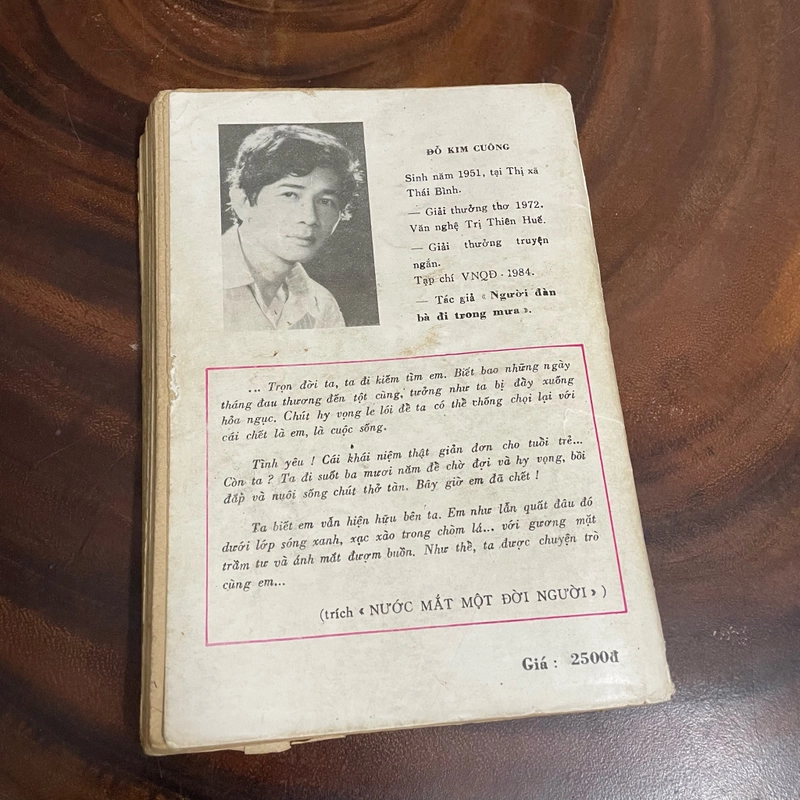 ĐỖ KIM CUÔNG
Sinh năm 1951, tại Thị xã
Thái Bình.
— Giải thưởng thơ 1972.
Văn nghệ Trị Thiên Huế.
— Giải thưởng truyện
ngắn.
Tạp chí VNQĐ - 1984.
— Tác giả « Người đàn
bà đi trong mưa ».
... Trọn đời ta, ta đi kiếm tìm em. Biết bao những ngày
tháng đau thương đến tột cùng, tưởng như ta bị đầy xuống
hỏa ngục. Chút hy vọng le lói để ta có thể chống chọi lại với
cái chết là em, là cuộc sống.
Tình yêu ! Cái khái niệm thật giản đơn cho tuổi trẻ...
Còn ta ? Ta đi suốt ba mươi năm để chờ đợi và hy vọng, bồi
đắp và nuôi sống chút thở tàn. Bây giờ em đã chết !
Ta biết em vẫn hiện hữu bên ta. Em như lẫn quất đâu đó
dưới lớp sóng xanh, xạc xào trong chòm lá... với gương mặt
trầm tư và ánh mắt đượm buồn. Như thế, ta được chuyện trò
cùng em...
(trích « NƯỚC MẮT MỘT ĐỜI NGƯỜI » )
Giá : 2500đ